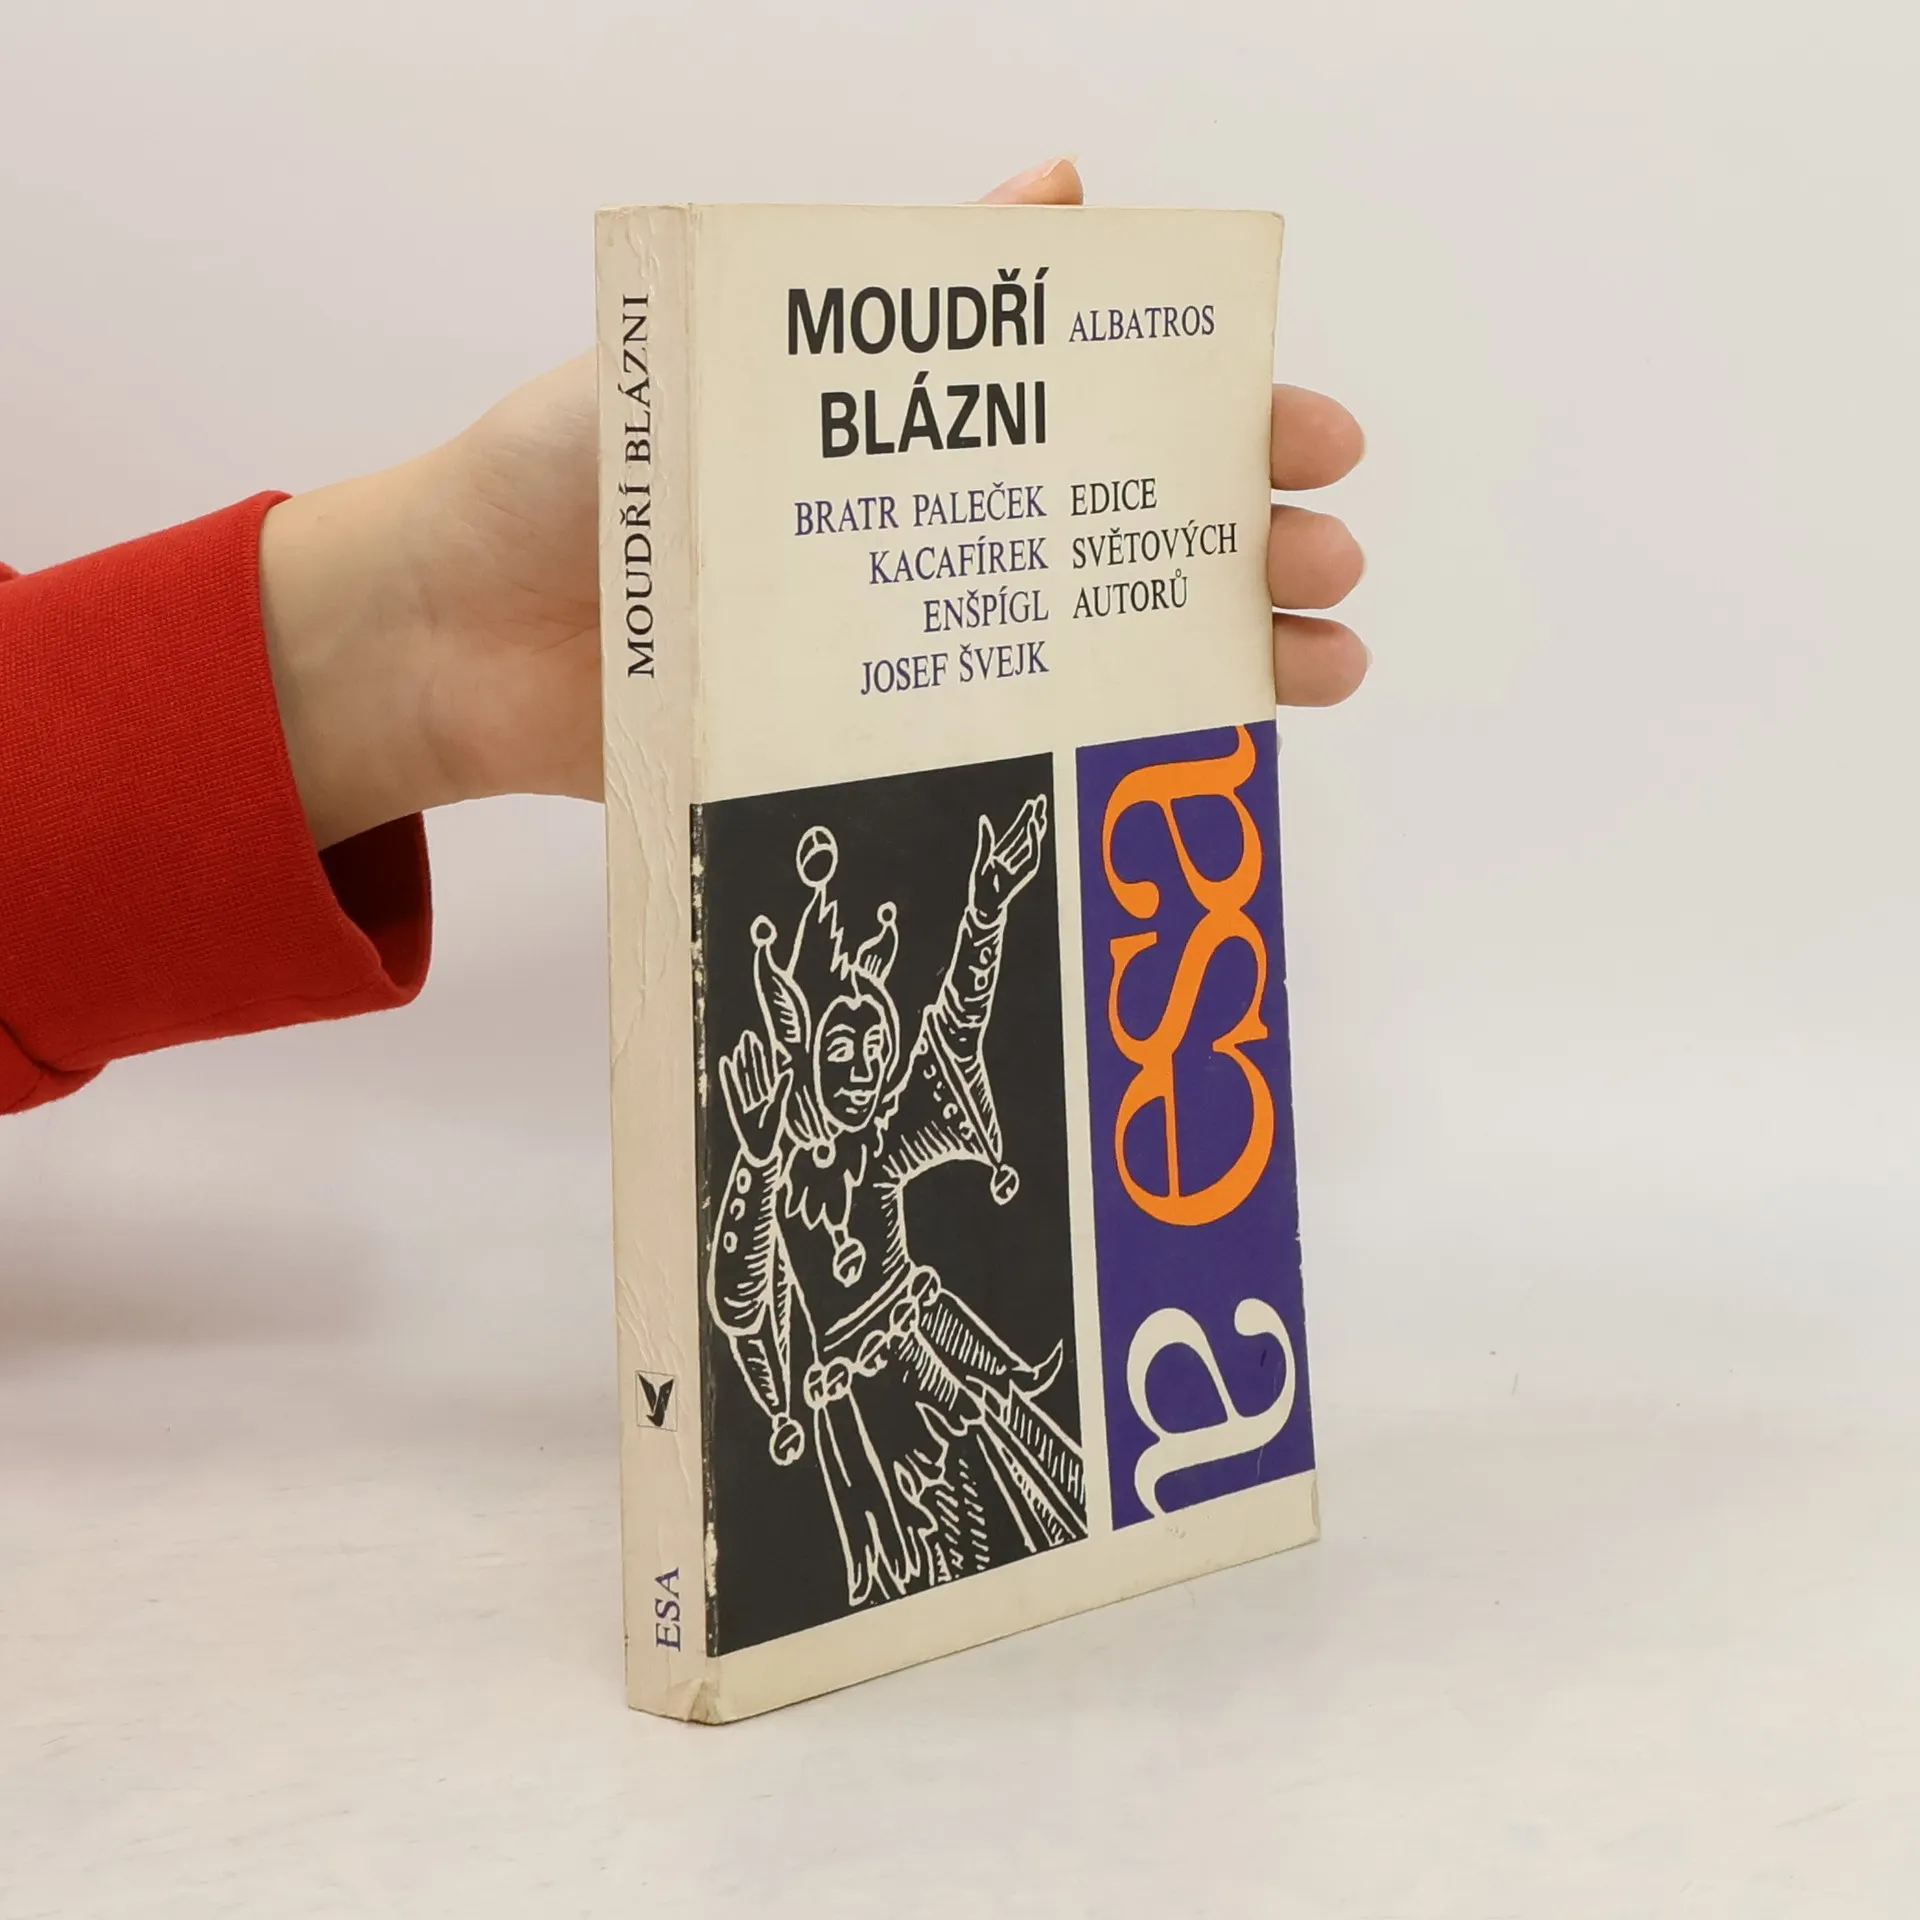 MOUDŘÍ BLÁZNI
ESA
MOUDŘÍ
BLÁZNI
ALBATROS
BRATR PALEČEK
KACAFÍREK
ENŠPÍGL
JOSEF ŠVEJK
EDICE
SVĚTOVÝCH
AUTORŮ
esa
a